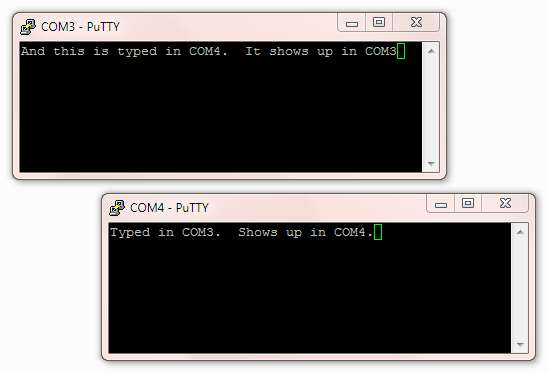 COM3 - PuTTY
And this is typed in COM4.  It shows up in COM3
COM4 - PuTTY
Typed in COM3.  Shows up in COM4.